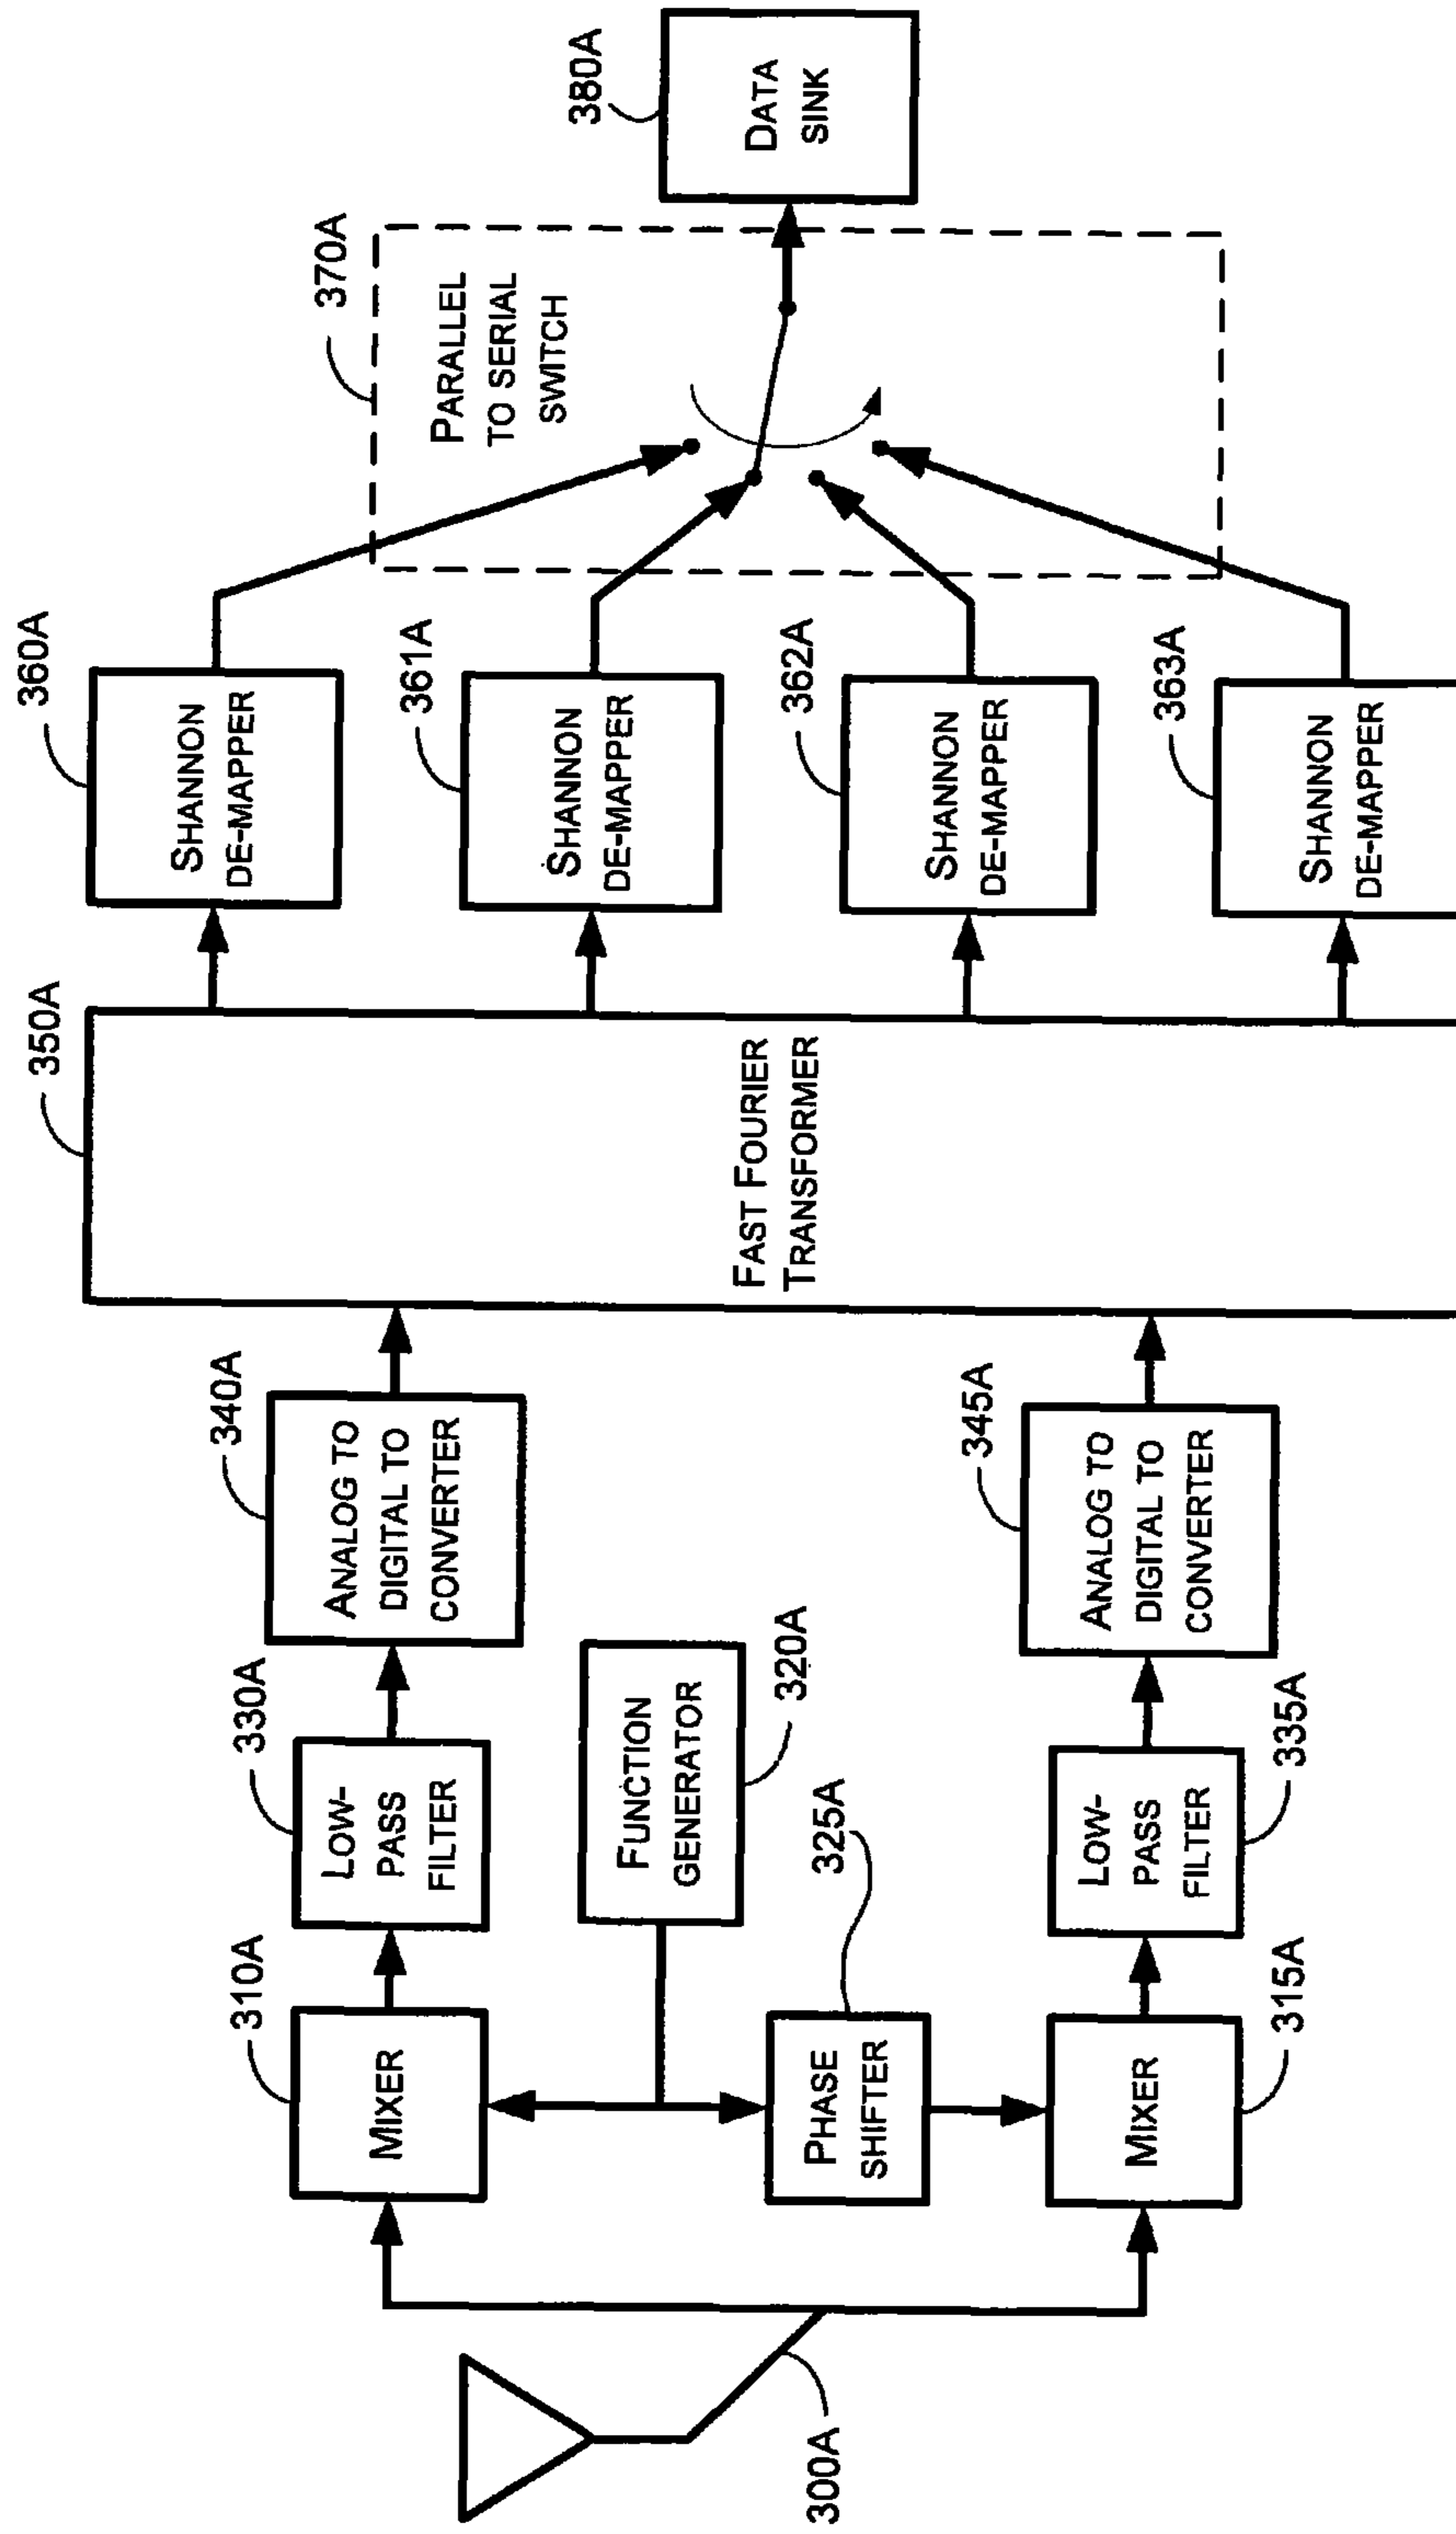 300A
310A
MIXER
315A
MIXER
320A
FUNCTION
GENERATOR
325A
PHASE
SHIFTER
330A
LOW-
PASS
FILTER
335A
LOW-
PASS
FILTER
340A
ANALOG TO
DIGITAL TO
CONVERTER
345A
ANALOG TO
DIGITAL TO
CONVERTER
350A
FAST FOURIER
TRANSFORMER
360A
SHANNON
DE-MAPPER
361A
SHANNON
DE-MAPPER
362A
SHANNON
DE-MAPPER
363A
SHANNON
DE-MAPPER
370A
PARALLEL
TO SERIAL
SWITCH
380A
DATA
SINK